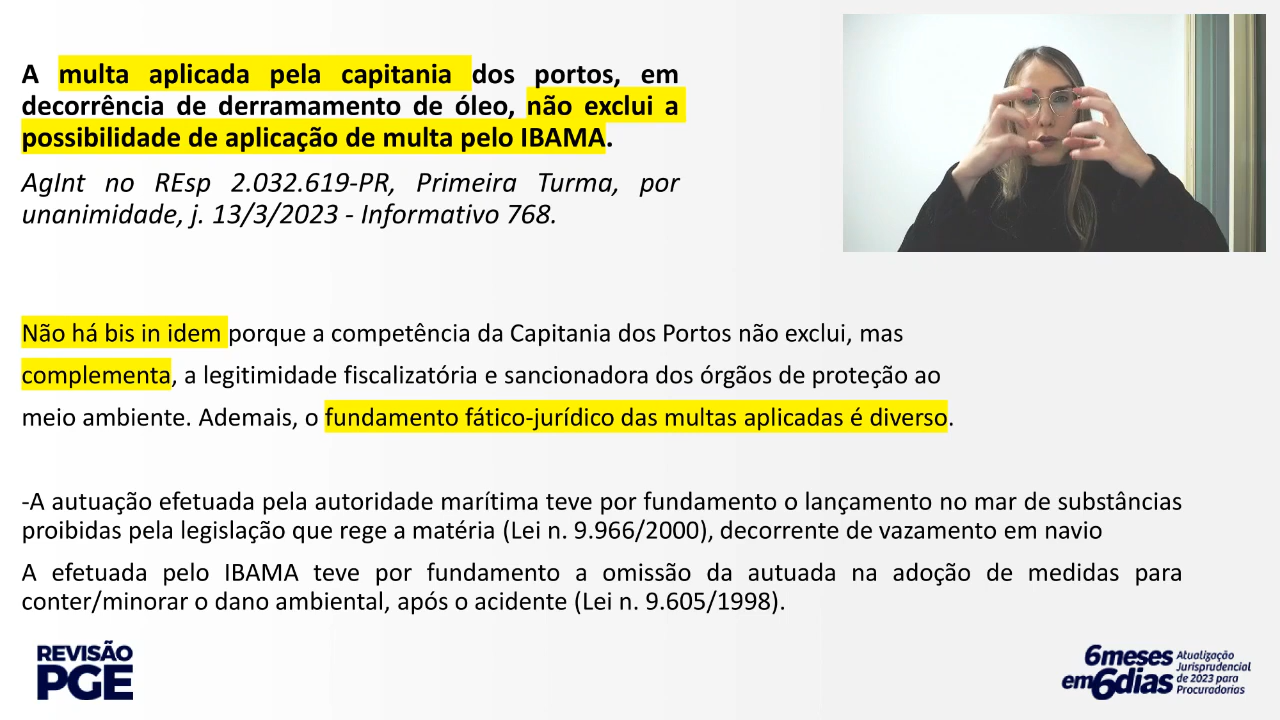 A multa aplicada pela capitania dos portos, em
decorrência de derramamento de óleo, não exclui a
possibilidade de aplicação de multa pelo IBAMA.
AgInt no REsp 2.032.619-PR, Primeira Turma, por
unanimidade, j. 13/3/2023 - Informativo 768.
Não há bis in idem porque a competência da Capitania dos Portos não exclui, mas
complementa, a legitimidade fiscalizatória e sancionadora dos órgãos de proteção ao
meio ambiente. Ademais, o fundamento fático-jurídico das multas aplicadas é diverso.
-A autuação efetuada pela autoridade marítima teve por fundamento o lançamento no mar de substâncias
proibidas pela legislação que rege a matéria (Lei n. 9.966/2000), decorrente de vazamento em navio
A efetuada pelo IBAMA teve por fundamento a omissão da autuada na adoção de medidas para
conter/minorar o dano ambiental, após o acidente (Lei n. 9.605/1998).
REVISÃO
PGE
6meses
em6dias
Atualização
Jurisprudencial
de 2023 para
Procuradorias